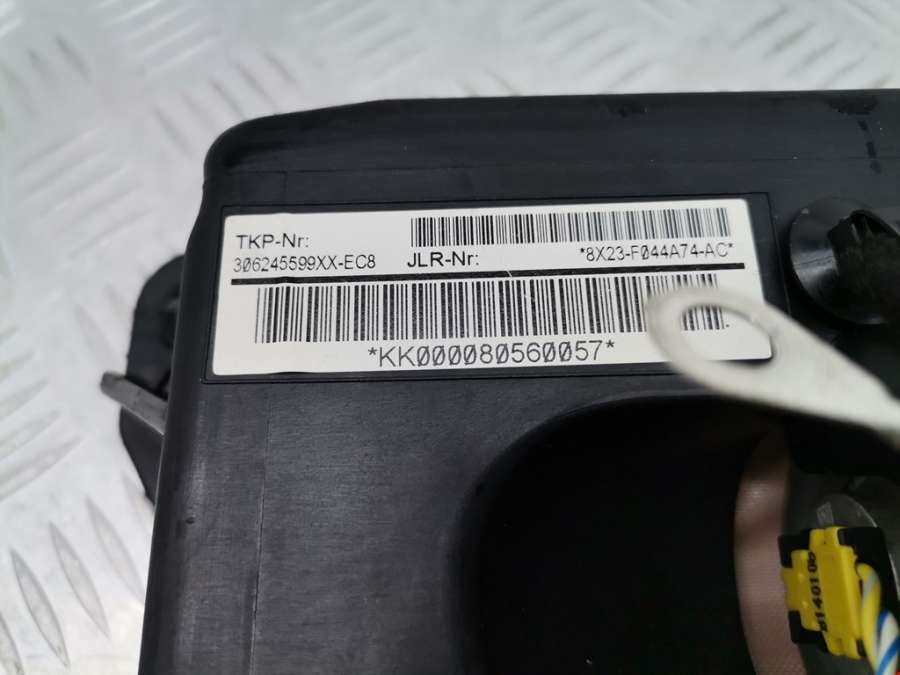 TKP-Nr:
306245599XX-EC8
JLR-Nr:
*8X23-F044A74-AC*
*KK000080560057*